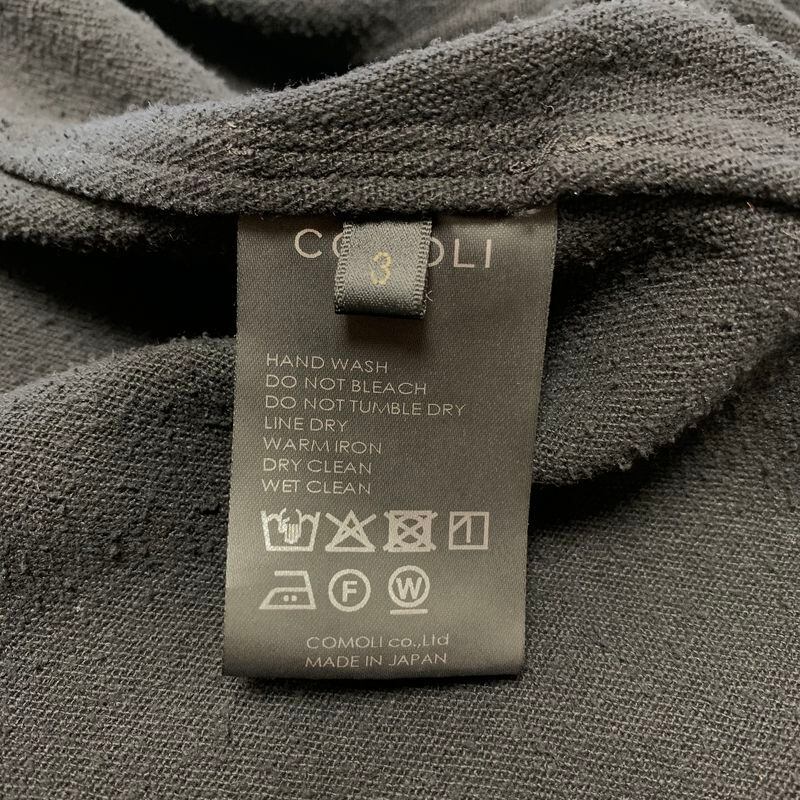 3
HAND WASH
DO NOT BLEACH
DO NOT TUMBLE DRY
LINE DRY
WARM IRON
DRY CLEAN
WET CLEAN
F
W
COMOLI co.,Ltd
MADE IN JAPAN